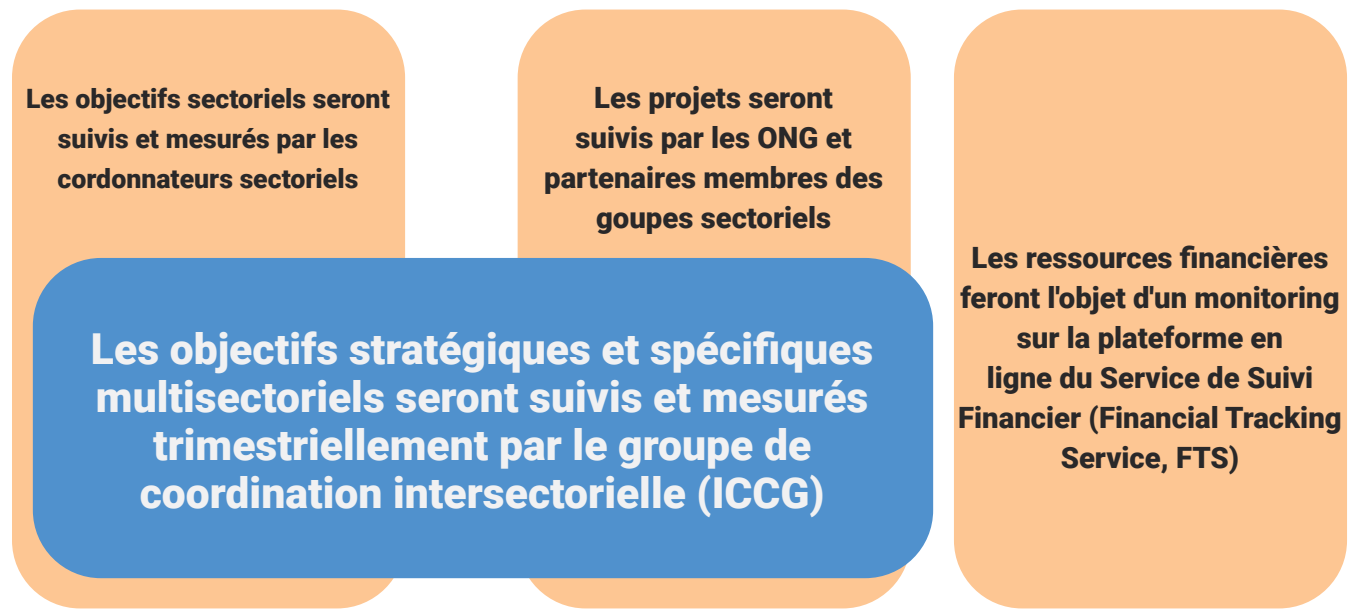 Les objectifs sectoriels seront
suivis et mesurés par les
cordonnateurs sectoriels
Les projets seront
suivis par les ONG et
partenaires membres des
goupes sectoriels
Les objectifs stratégiques et spécifiques
multisectoriels seront suivis et mesurés
trimestriellement par le groupe de
coordination intersectorielle (ICCG)
Les ressources financières
feront l'objet d'un monitoring
sur la plateforme en
ligne du Service de Suivi
Financier (Financial Tracking
Service, FTS)